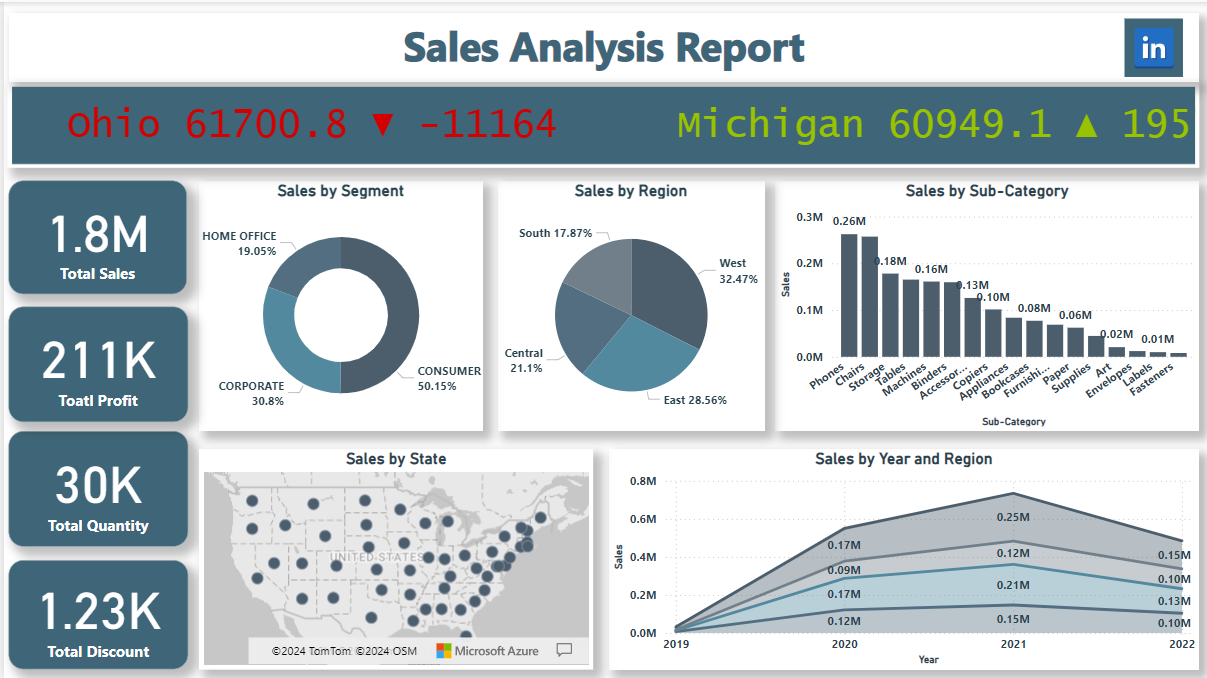 Sales Analysis Report
in
Ohio 61700.8 ▼ -11164
Michigan 60949.1 ▲ 195
1.8M
Total Sales
211K
Toatl Profit
30K
Total Quantity
1.23K
Total Discount
Sales by Segment
HOME OFFICE
19.05%
CORPORATE
30.8%
CONSUMER
50.15%
Sales by Region
South 17.87%
West
32.47%
Central
21.1%
East 28.56%
Sales by Sub-Category
Sales
0.3M
0.2M
0.1M
0.0M
0.26M
0.18M
0.16M
0.13M
0.10M
0.08M
0.06M
0.02M
0.01M
Phones
Chairs
Storage
Tables
Machines
Binders
Accessor...
Copiers
Appliances
Bookcases
Furnishi...
Paper
Supplies
Art
Envelopes
Labels
Fasteners
Sub-Category
Sales by State
UNITED STATES
©2024 TomTom ©2024 OSM
Microsoft Azure
Sales by Year and Region
Sales
0.8M
0.6M
0.4M
0.2M
0.0M
0.17M
0.09M
0.17M
0.12M
0.25M
0.12M
0.21M
0.15M
0.15M
0.10M
0.13M
0.10M
2019
2020
2021
2022
Year